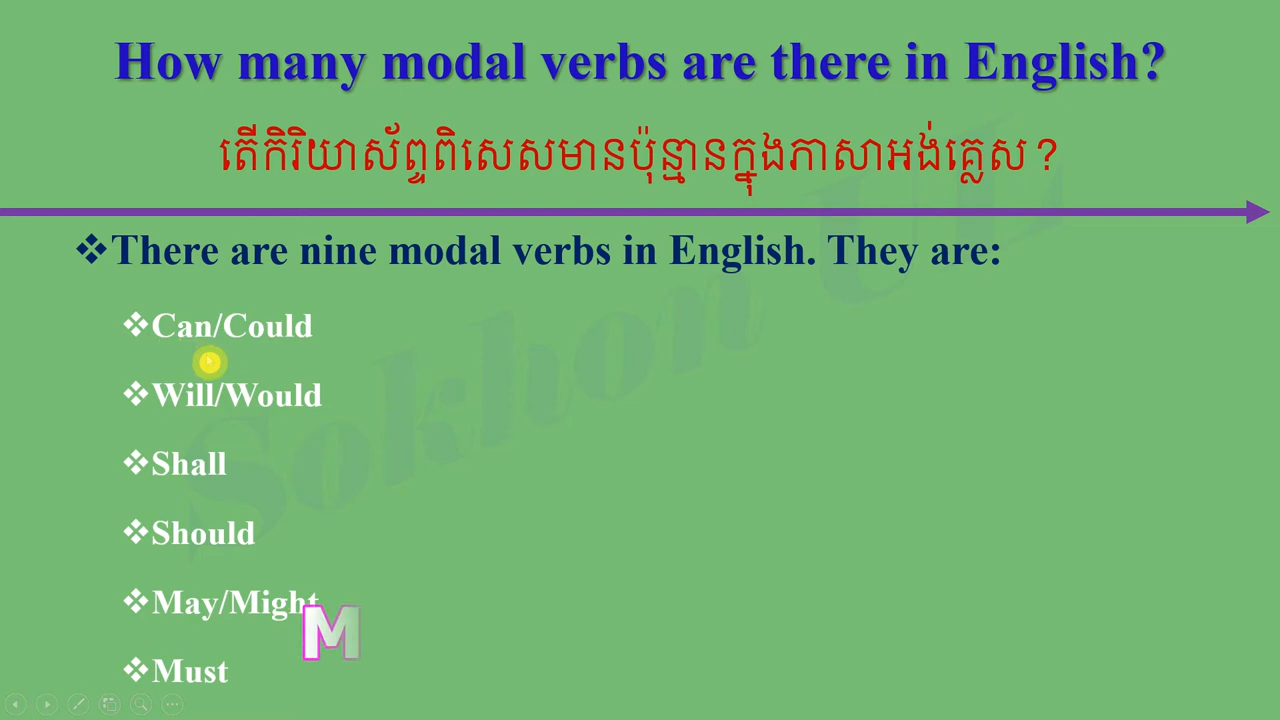 How many modal verbs are there in English?
តើកិរិយាស័ព្ទពិសេសមានប៉ុន្មានក្នុងភាសាអង់គ្លេស?
❖There are nine modal verbs in English. They are:
❖Can/Could
❖Will/Would
❖Shall
❖Should
❖May/Might
M
❖Must
Sokhon UL